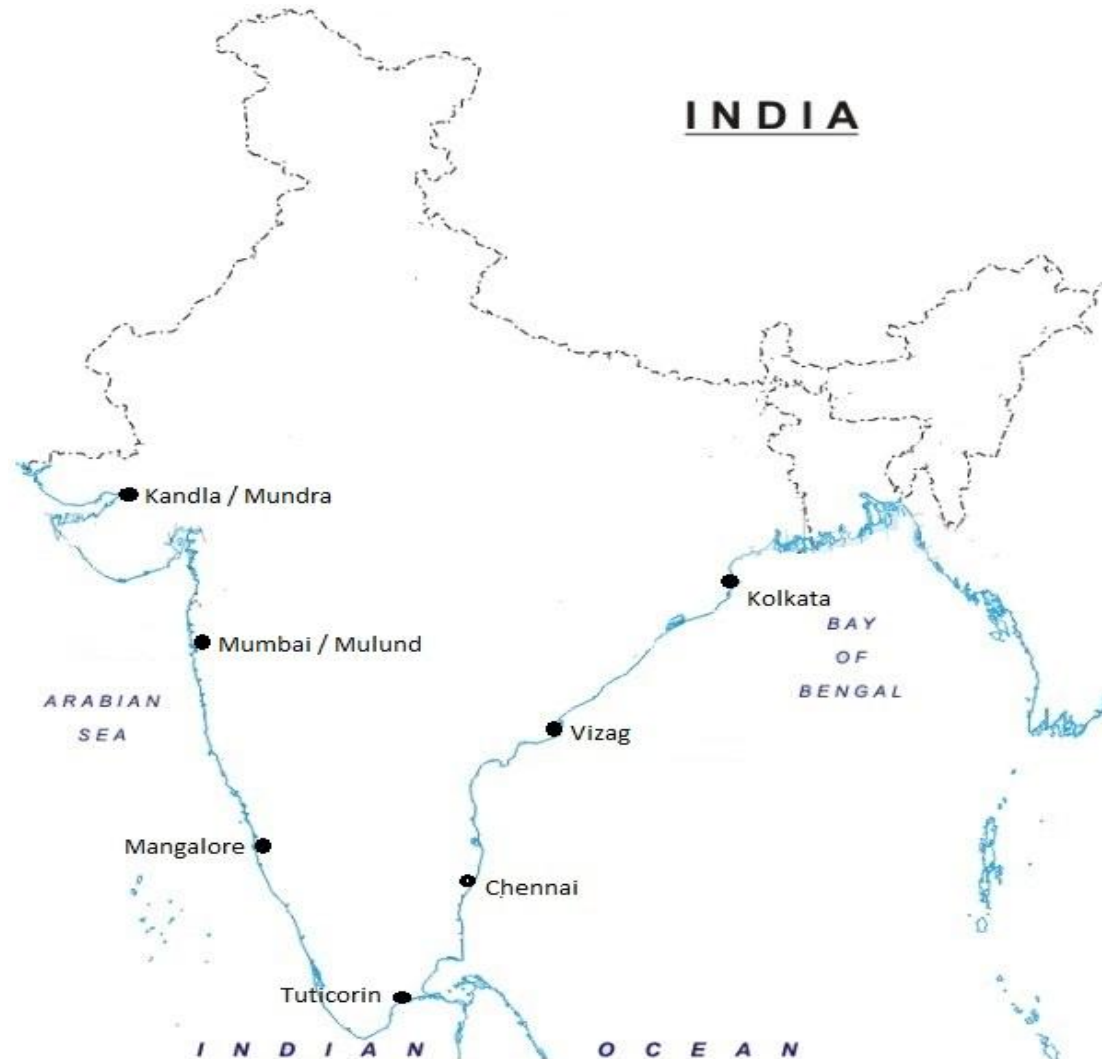 INDIA
Kandla / Mundra
Kolkata
BAY
OF
BENGAL
Mumbai / Mulund
ARABIAN
SEA
Vizag
Mangalore
Chennai
Tuticorin
INDIAN OCEAN